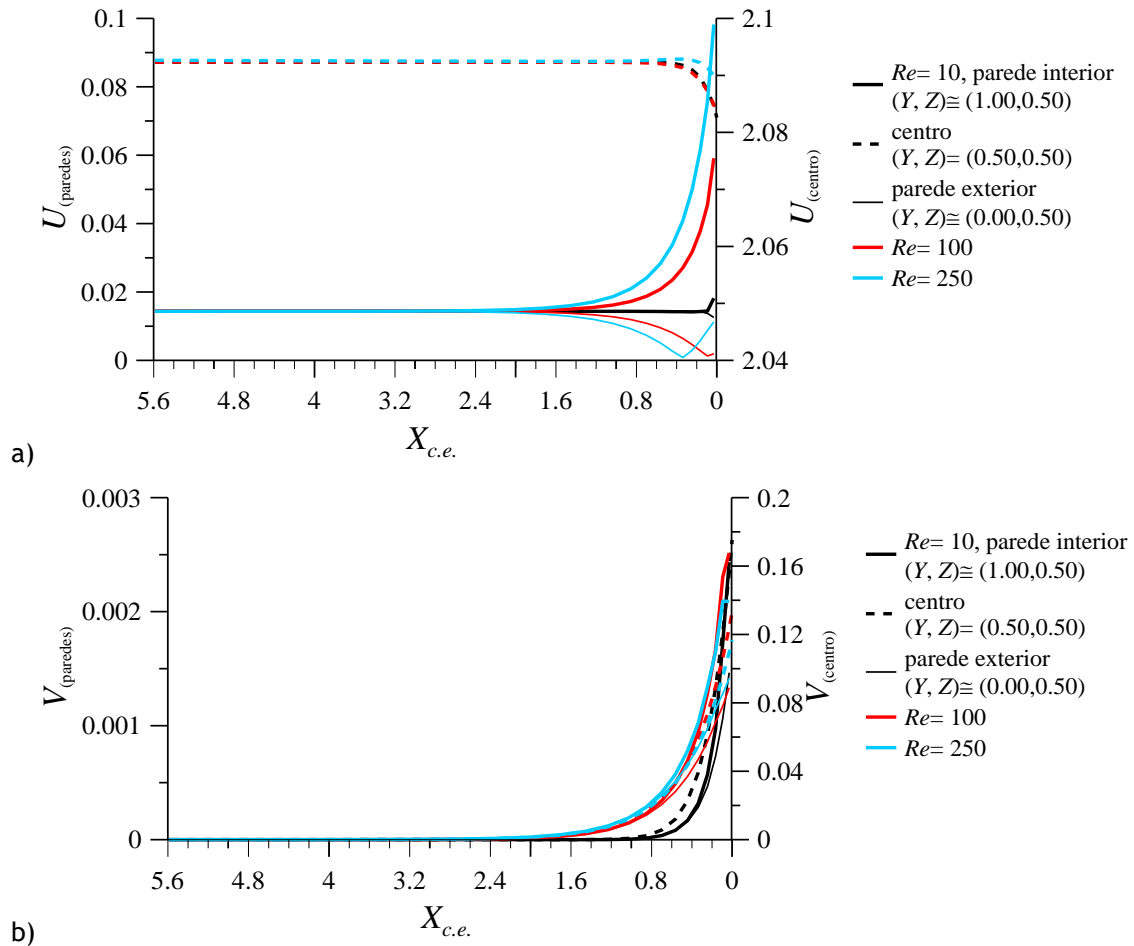 0.1
0.08
0.06
0.04
0.02
0
U(paredes)
2.1
2.08
2.06
2.04
U(centro)
5.6 4.8 4 3.2 2.4 1.6 0.8 0
Xc.e.
Re= 10, parede interior
(Y, Z)≅ (1.00,0.50)
centro
(Y, Z)= (0.50,0.50)
parede exterior
(Y, Z)≅ (0.00,0.50)
Re= 100
Re= 250
a)
0.003
0.002
0.001
0
V(paredes)
0.2
0.16
0.12
0.08
0.04
0
V(centro)
5.6 4.8 4 3.2 2.4 1.6 0.8 0
Xc.e.
Re= 10, parede interior
(Y, Z)≅ (1.00,0.50)
centro
(Y, Z)= (0.50,0.50)
parede exterior
(Y, Z)≅ (0.00,0.50)
Re= 100
Re= 250
b)